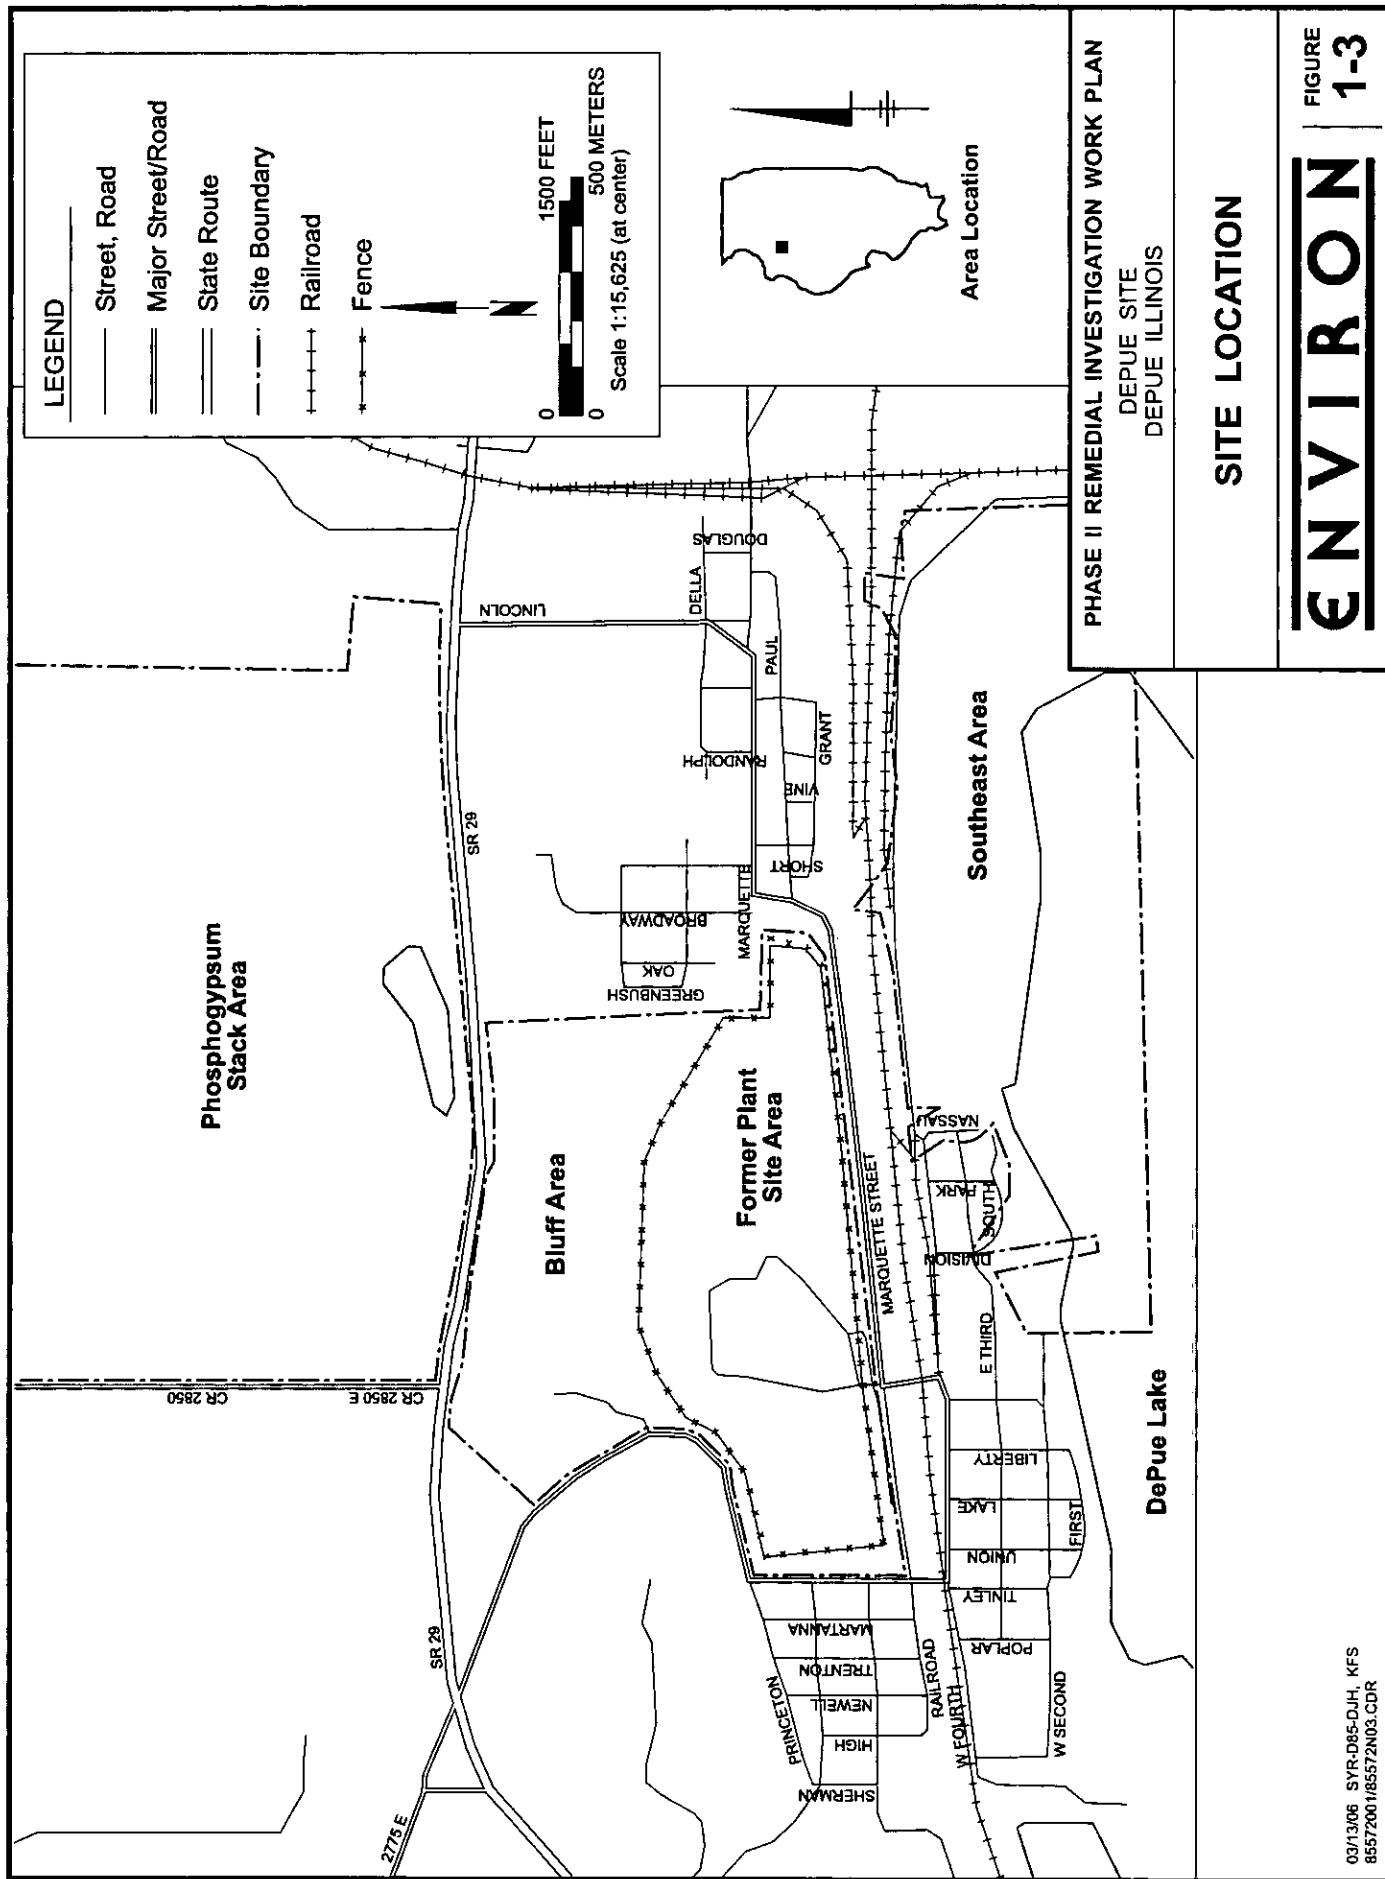 LEGEND
Street, Road
Major Street/Road
State Route
Site Boundary
Railroad
Fence
0
1500 FEET
0
500 METERS
Scale 1:15,625 (at center)
Area Location
Phosphogypsum
Stack Area
CR 2850
CR 2850 E
SR 29
SR 29
2775 E
Bluff Area
Former Plant
Site Area
Southeast Area
DePue Lake
LINCOLN
DELLA
DOUGLAS
PAUL
RANDOLPH
GRANT
VINE
SHORT
MARQUETTE
BROADWAY
OAK
GREENBUSH
MARQUETTE STREET
NASSAU
PARK
SOUTH
DIVISION
E THIRD
LIBERTY
LAKE
UNION
FIRST
TINLEY
POPLAR
W SECOND
W FOURTH
RAILROAD
MARTANNA
TRENTON
NEWELL
HIGH
SHERMAN
PRINCETON
PHASE II REMEDIAL INVESTIGATION WORK PLAN
DEPUE SITE
DEPUE ILLINOIS
SITE LOCATION
ENVIRON
FIGURE
1-3
03/13/06 SYR-D85-DJH, KFS
85572001/85572N03.CDR